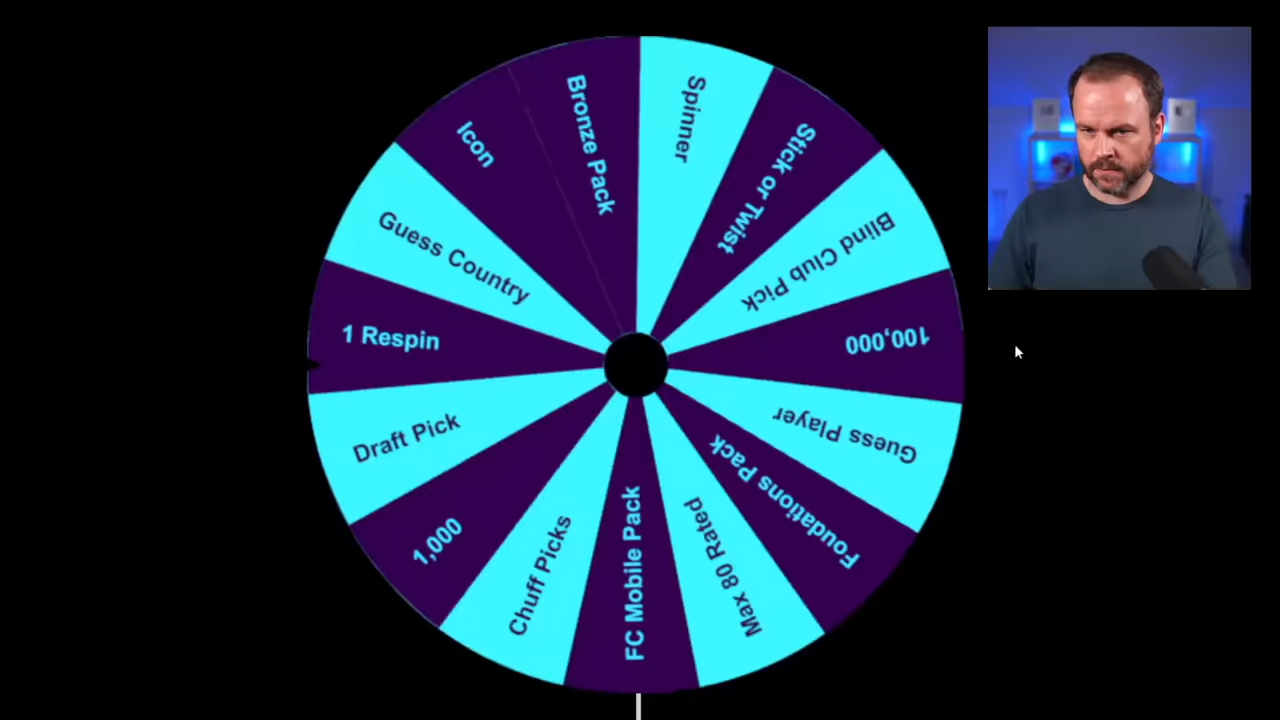 Spinner
Stick or Twist
Blind Club Pick
100,000
Guess Player
Foudations Pack
Max 80 Rated
FC Mobile Pack
Chuff Picks
1,000
Draft Pick
1 Respin
Guess Country
Icon
Bronze Pack